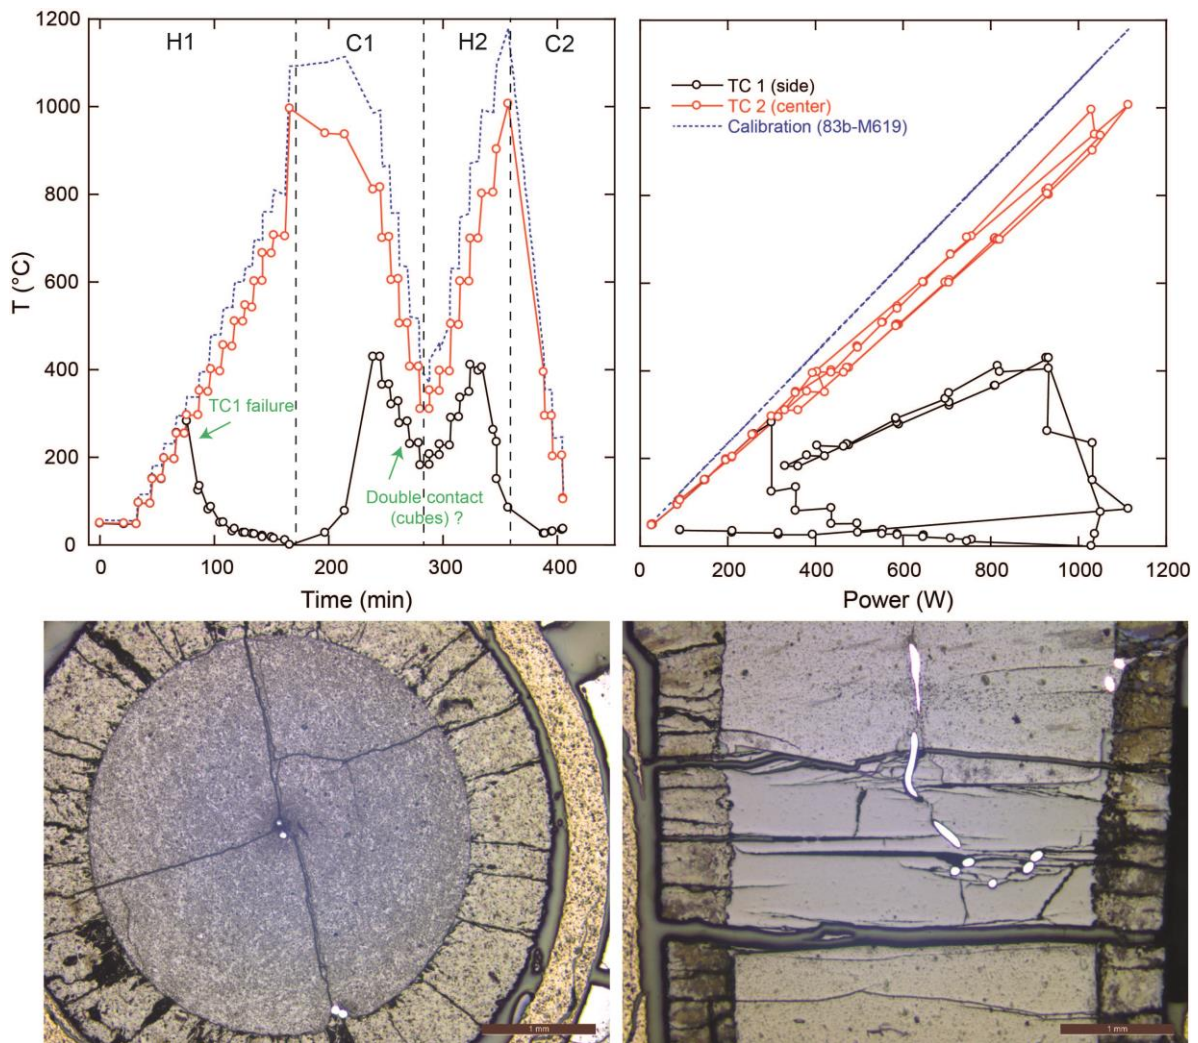 H1
C1
H2
C2
1200
1000
800
600
400
200
0
T (°C)
TC1 failure
Double contact
(cubes) ?
0
100
200
300
400
Time (min)
TC 1 (side)
TC 2 (center)
Calibration (83b-M619)
0
200
400
600
800
1000
1200
Power (W)
1 mm
1 mm